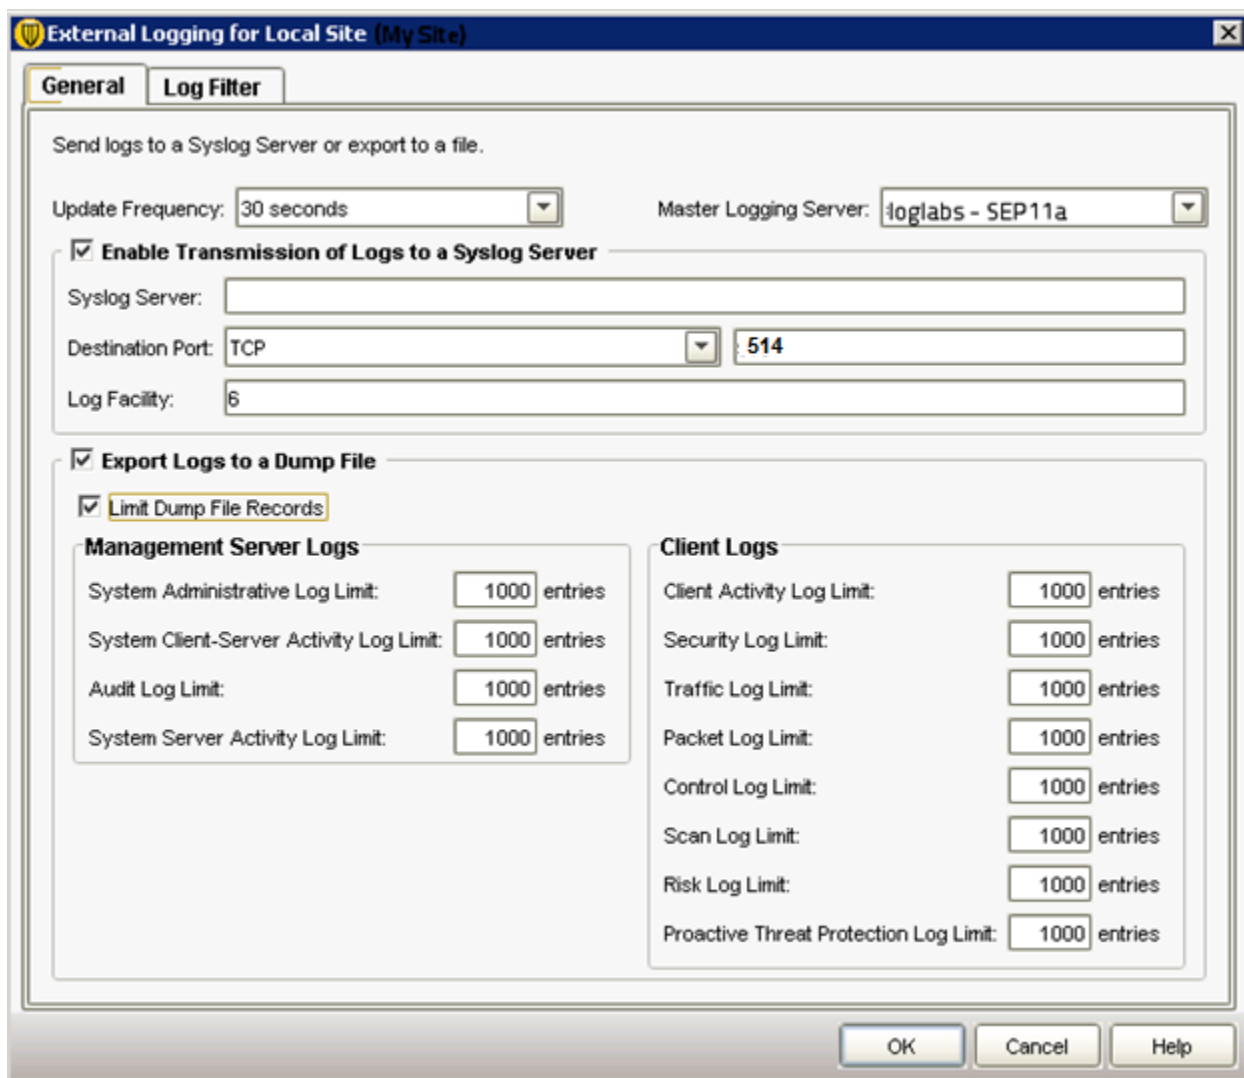 External Logging for Local Site (My Site)
General Log Filter
Send logs to a Syslog Server or export to a file.
Update Frequency: 30 seconds Master Logging Server: loglabs - SEP11a
Enable Transmission of Logs to a Syslog Server
Syslog Server:
Destination Port: TCP 514
Log Facility: 6
Export Logs to a Dump File
Limit Dump File Records
Management Server Logs
System Administrative Log Limit: 1000 entries
System Client-Server Activity Log Limit: 1000 entries
Audit Log Limit: 1000 entries
System Server Activity Log Limit: 1000 entries
Client Logs
Client Activity Log Limit: 1000 entries
Security Log Limit: 1000 entries
Traffic Log Limit: 1000 entries
Packet Log Limit: 1000 entries
Control Log Limit: 1000 entries
Scan Log Limit: 1000 entries
Risk Log Limit: 1000 entries
Proactive Threat Protection Log Limit: 1000 entries
OK Cancel Help